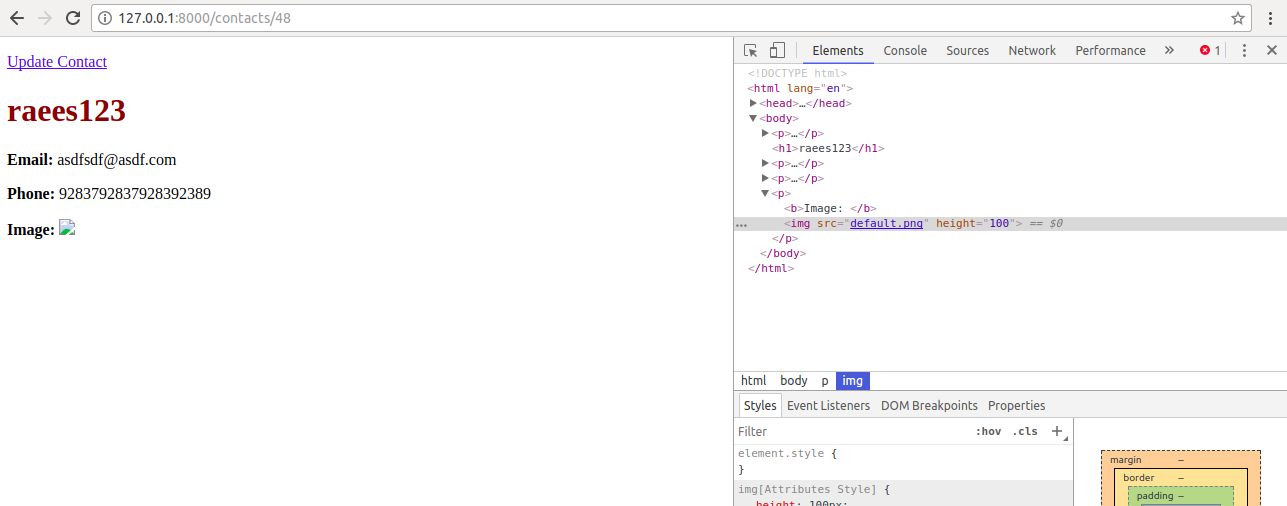 127.0.0.1:8000/contacts/48
Update Contact
raees123
Email: asdfsdf@asdf.com
Phone: 9283792837928392389
Image:
Elements Console Sources Network Performance » 1
<!DOCTYPE html>
<html lang="en">
<head>…</head>
<body>
<p>…</p>
<h1>raees123</h1>
<p>…</p>
<p>…</p>
<p>
<b>Image: </b>
<img src="default.png" height="100"> == $0
</p>
</body>
</html>
html body p img
Styles Event Listeners DOM Breakpoints Properties
Filter :hov .cls +
element.style {
}
img[Attributes Style] {
height: 100px;
margin –
border –
padding –